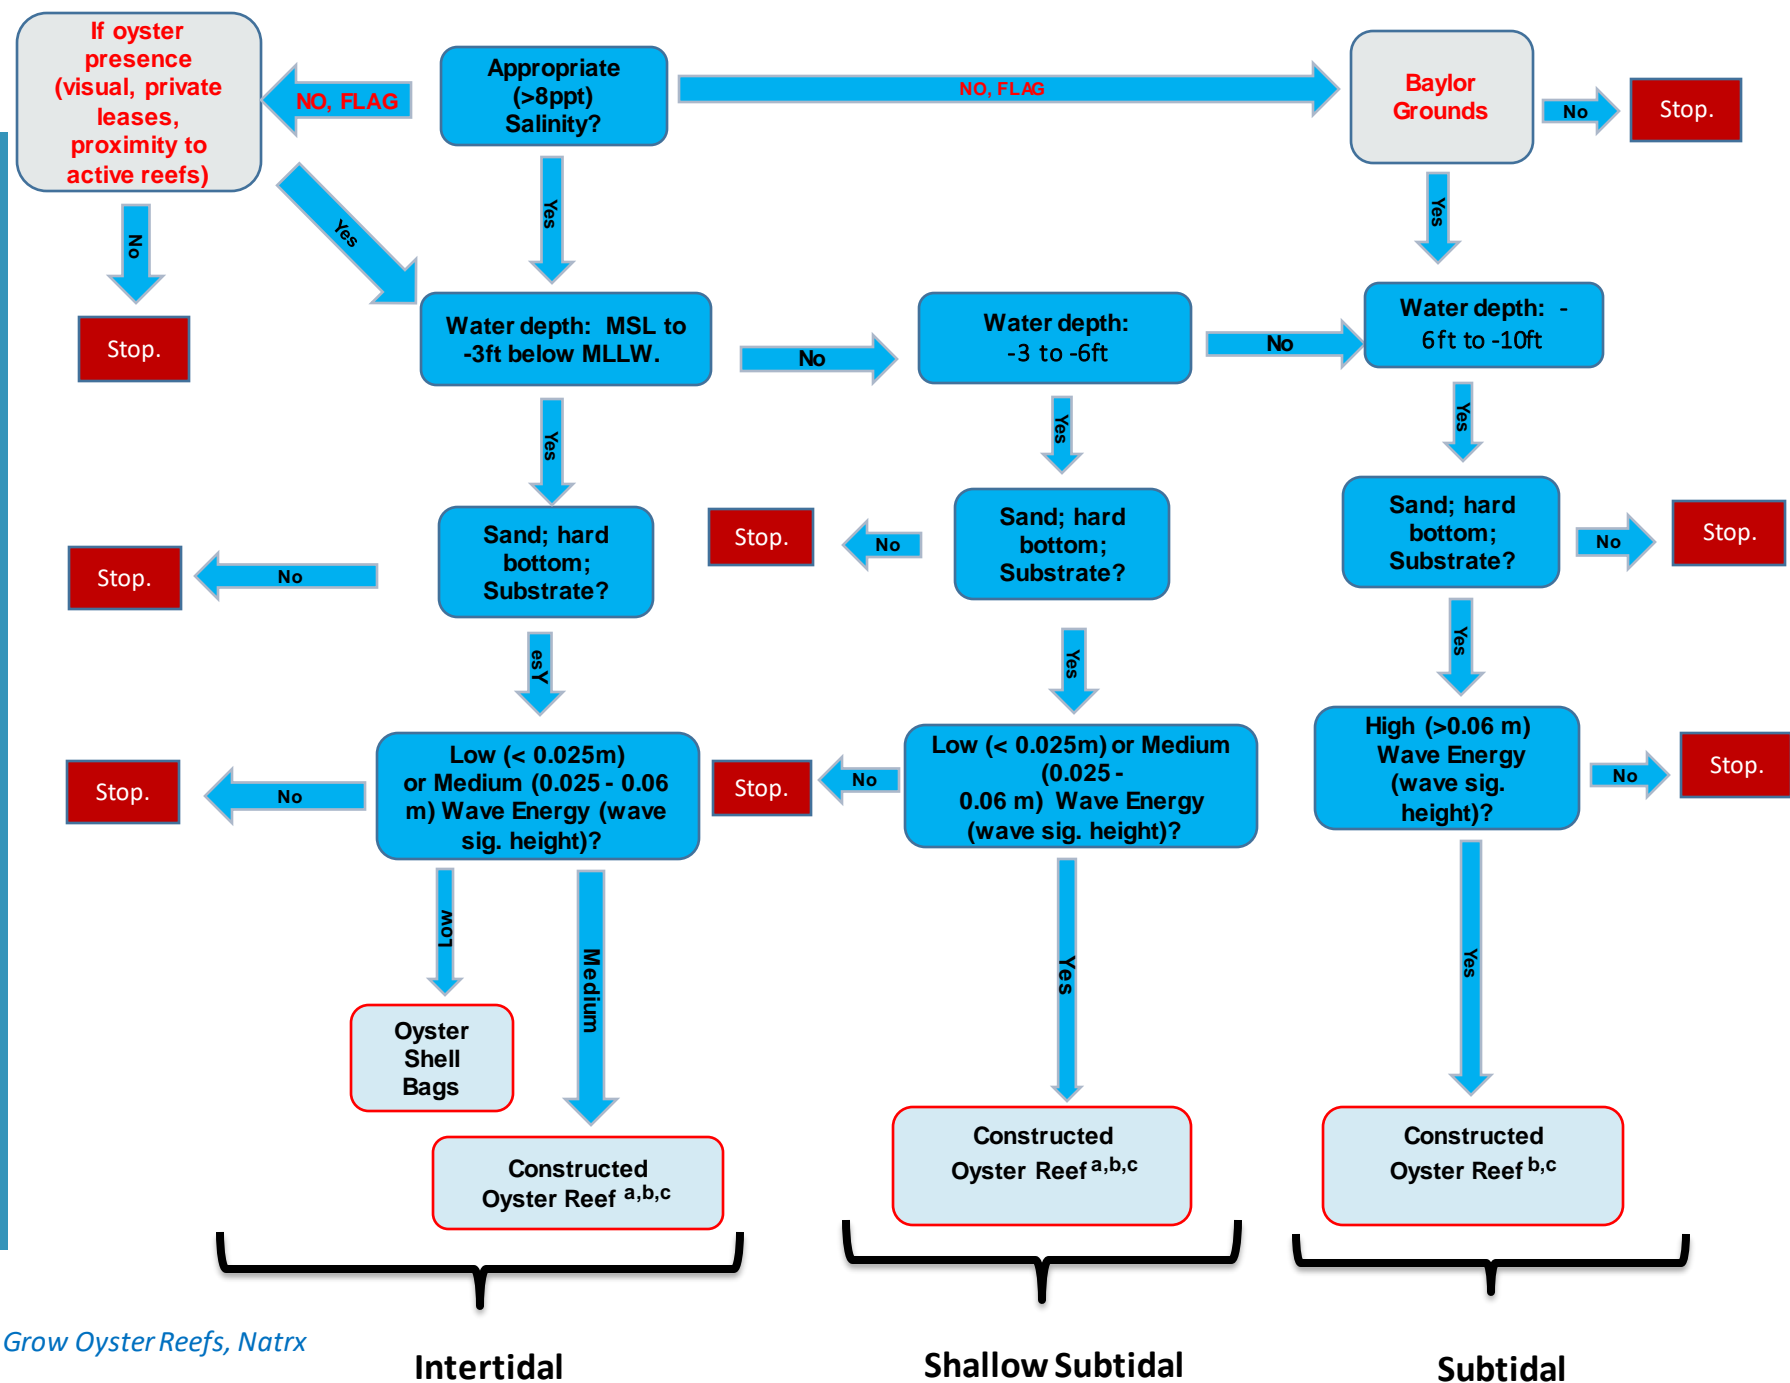 If oyster
presence
(visual, private
leases,
proximity to
active reefs)
NO, FLAG
Appropriate
(>8ppt)
Salinity?
NO, FLAG
Baylor
Grounds
No
Stop.
No
Yes
Yes
Yes
Stop.
Water depth:  MSL to
-3ft below MLLW.
No
Water depth:
-3 to -6ft
No
Water depth:  -
6ft to -10ft
Yes
Yes
Yes
Stop.
No
Sand; hard
bottom;
Substrate?
Stop.
No
Sand; hard
bottom;
Substrate?
Sand; hard
bottom;
Substrate?
No
Stop.
esY
Yes
Yes
Stop.
No
Low (< 0.025m)
or Medium (0.025 - 0.06
m) Wave Energy (wave
sig. height)?
Stop.
No
Low (< 0.025m) or Medium
(0.025 -
0.06 m)  Wave Energy
(wave sig. height)?
High (>0.06 m)
Wave Energy
(wave sig.
height)?
No
Stop.
Low
Medium
Yes
Yes
Oyster
Shell
Bags
Constructed
Oyster Reef a,b,c
Constructed
Oyster Reef a,b,c
Constructed
Oyster Reef b,c
Grow Oyster Reefs, Natrx
Intertidal
Shallow Subtidal
Subtidal